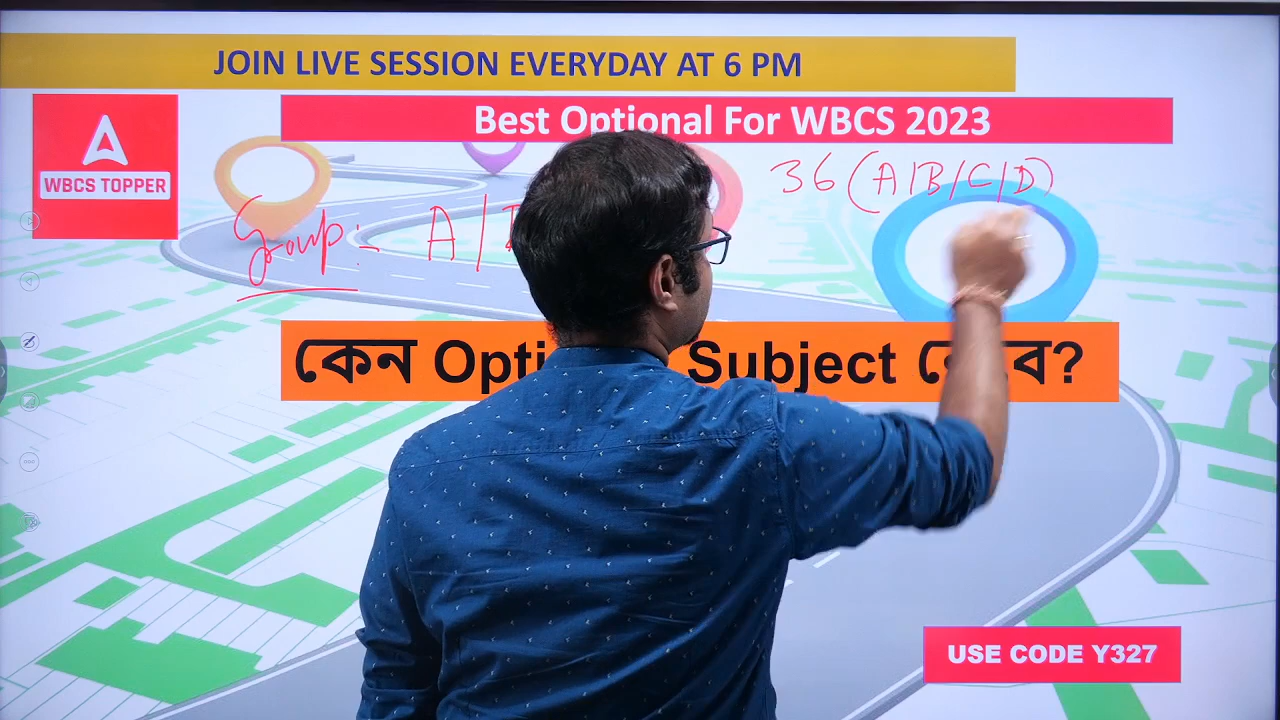 JOIN LIVE SESSION EVERYDAY AT 6 PM
Best Optional For WBCS 2023
WBCS TOPPER
36 (A/B/C/D)
Group:- A /
কেন Opti Subject
USE CODE Y327